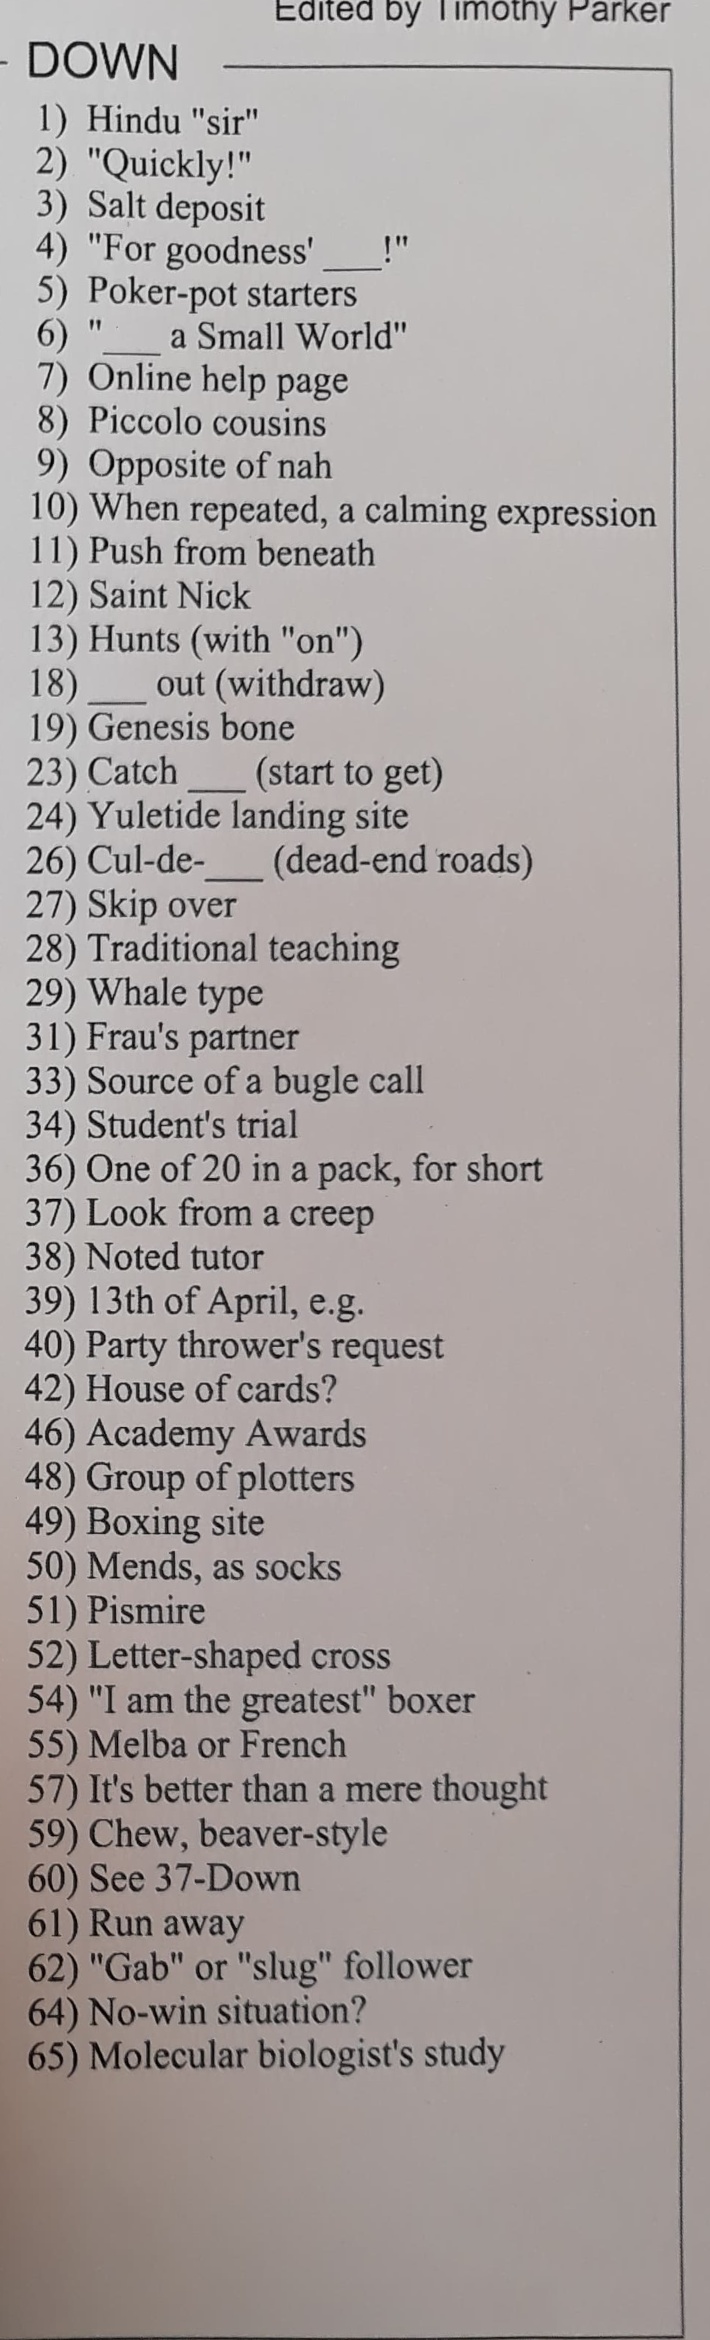 Edited by Timothy Parker
DOWN
1) Hindu "sir"
2) "Quickly!"
3) Salt deposit
4) "For goodness' ___!"
5) Poker-pot starters
6) "___ a Small World"
7) Online help page
8) Piccolo cousins
9) Opposite of nah
10) When repeated, a calming expression
11) Push from beneath
12) Saint Nick
13) Hunts (with "on")
18) ___ out (withdraw)
19) Genesis bone
23) Catch ___ (start to get)
24) Yuletide landing site
26) Cul-de-___ (dead-end roads)
27) Skip over
28) Traditional teaching
29) Whale type
31) Frau's partner
33) Source of a bugle call
34) Student's trial
36) One of 20 in a pack, for short
37) Look from a creep
38) Noted tutor
39) 13th of April, e.g.
40) Party thrower's request
42) House of cards?
46) Academy Awards
48) Group of plotters
49) Boxing site
50) Mends, as socks
51) Pismire
52) Letter-shaped cross
54) "I am the greatest" boxer
55) Melba or French
57) It's better than a mere thought
59) Chew, beaver-style
60) See 37-Down
61) Run away
62) "Gab" or "slug" follower
64) No-win situation?
65) Molecular biologist's study